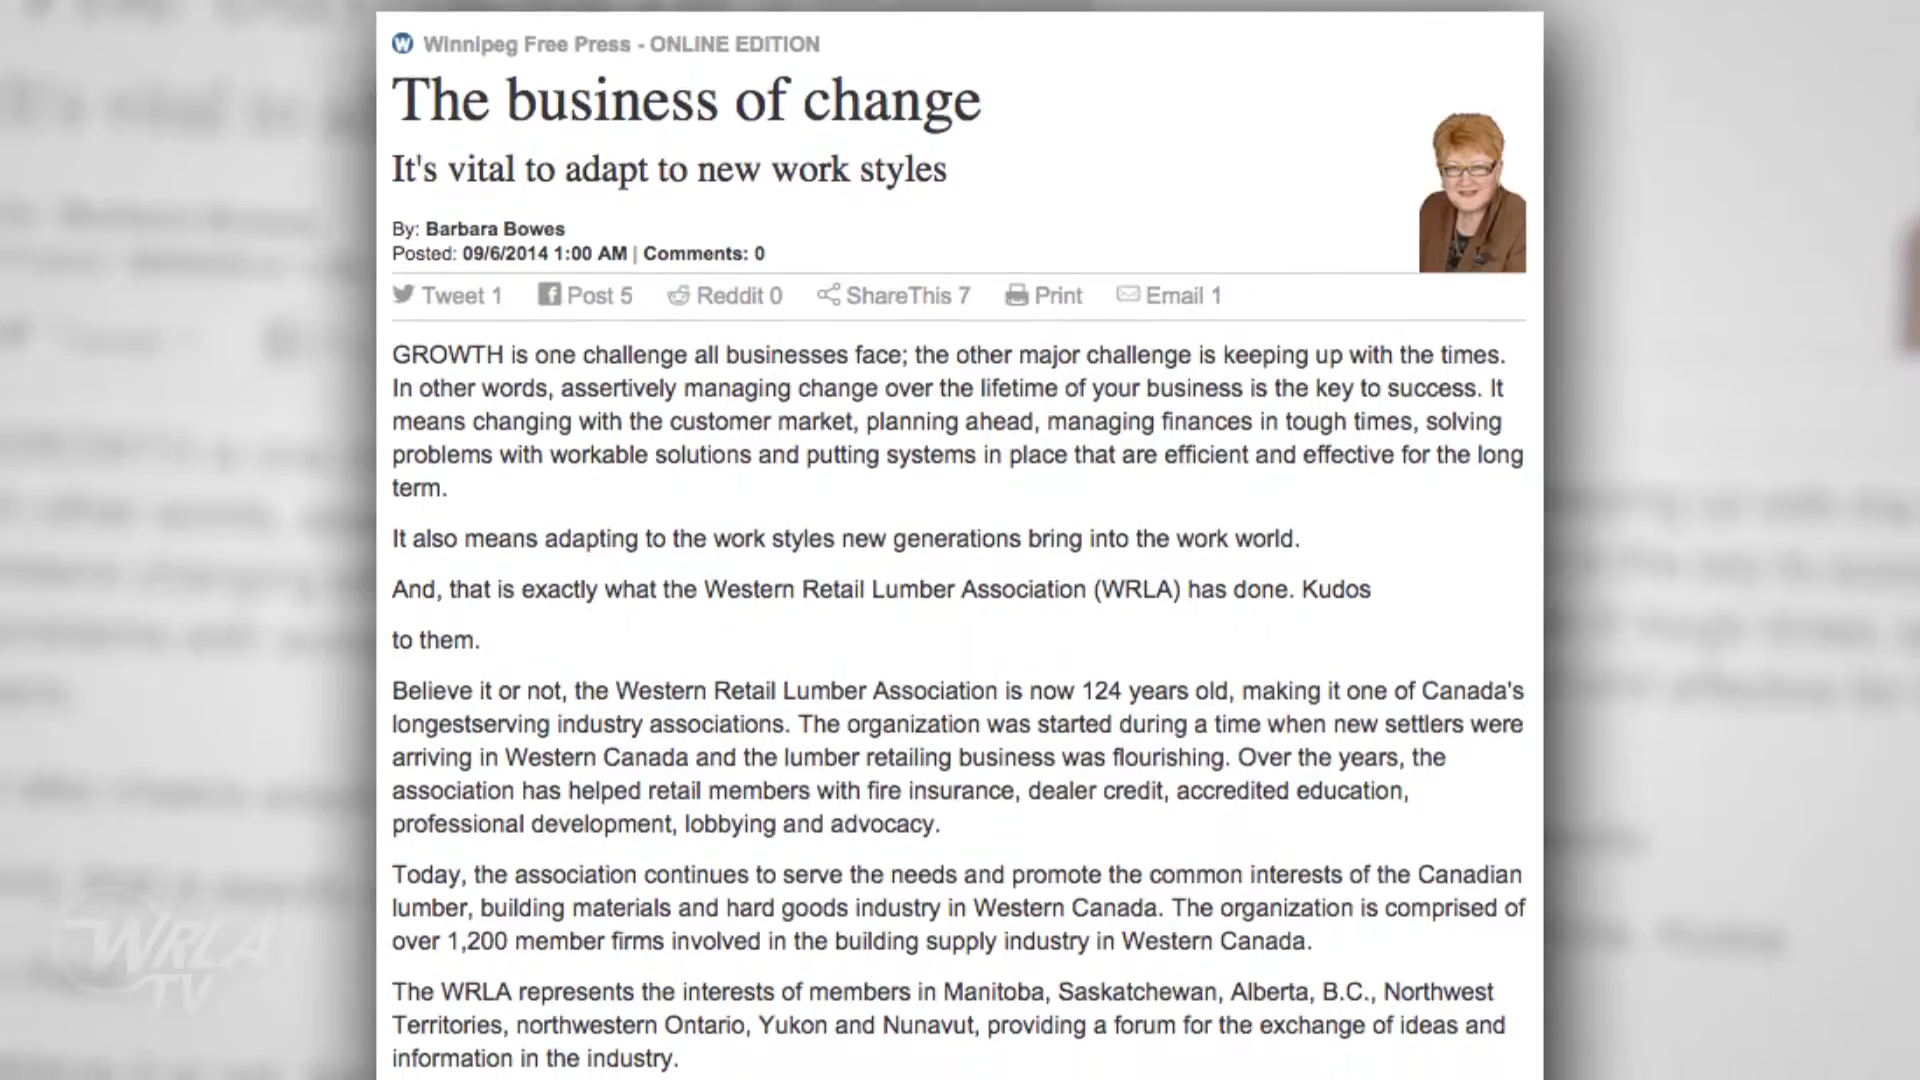 Winnipeg Free Press - ONLINE EDITION
The business of change
It's vital to adapt to new work styles
By: Barbara Bowes
Posted: 09/6/2014 1:00 AM | Comments: 0
Tweet 1 Post 5 Reddit 0 ShareThis 7 Print Email 1
GROWTH is one challenge all businesses face; the other major challenge is keeping up with the times.
In other words, assertively managing change over the lifetime of your business is the key to success. It
means changing with the customer market, planning ahead, managing finances in tough times, solving
problems with workable solutions and putting systems in place that are efficient and effective for the long
term.
It also means adapting to the work styles new generations bring into the work world.
And, that is exactly what the Western Retail Lumber Association (WRLA) has done. Kudos
to them.
Believe it or not, the Western Retail Lumber Association is now 124 years old, making it one of Canada's
longestserving industry associations. The organization was started during a time when new settlers were
arriving in Western Canada and the lumber retailing business was flourishing. Over the years, the
association has helped retail members with fire insurance, dealer credit, accredited education,
professional development, lobbying and advocacy.
Today, the association continues to serve the needs and promote the common interests of the Canadian
lumber, building materials and hard goods industry in Western Canada. The organization is comprised of
over 1,200 member firms involved in the building supply industry in Western Canada.
The WRLA represents the interests of members in Manitoba, Saskatchewan, Alberta, B.C., Northwest
Territories, northwestern Ontario, Yukon and Nunavut, providing a forum for the exchange of ideas and
information in the industry.
WRLA
TV